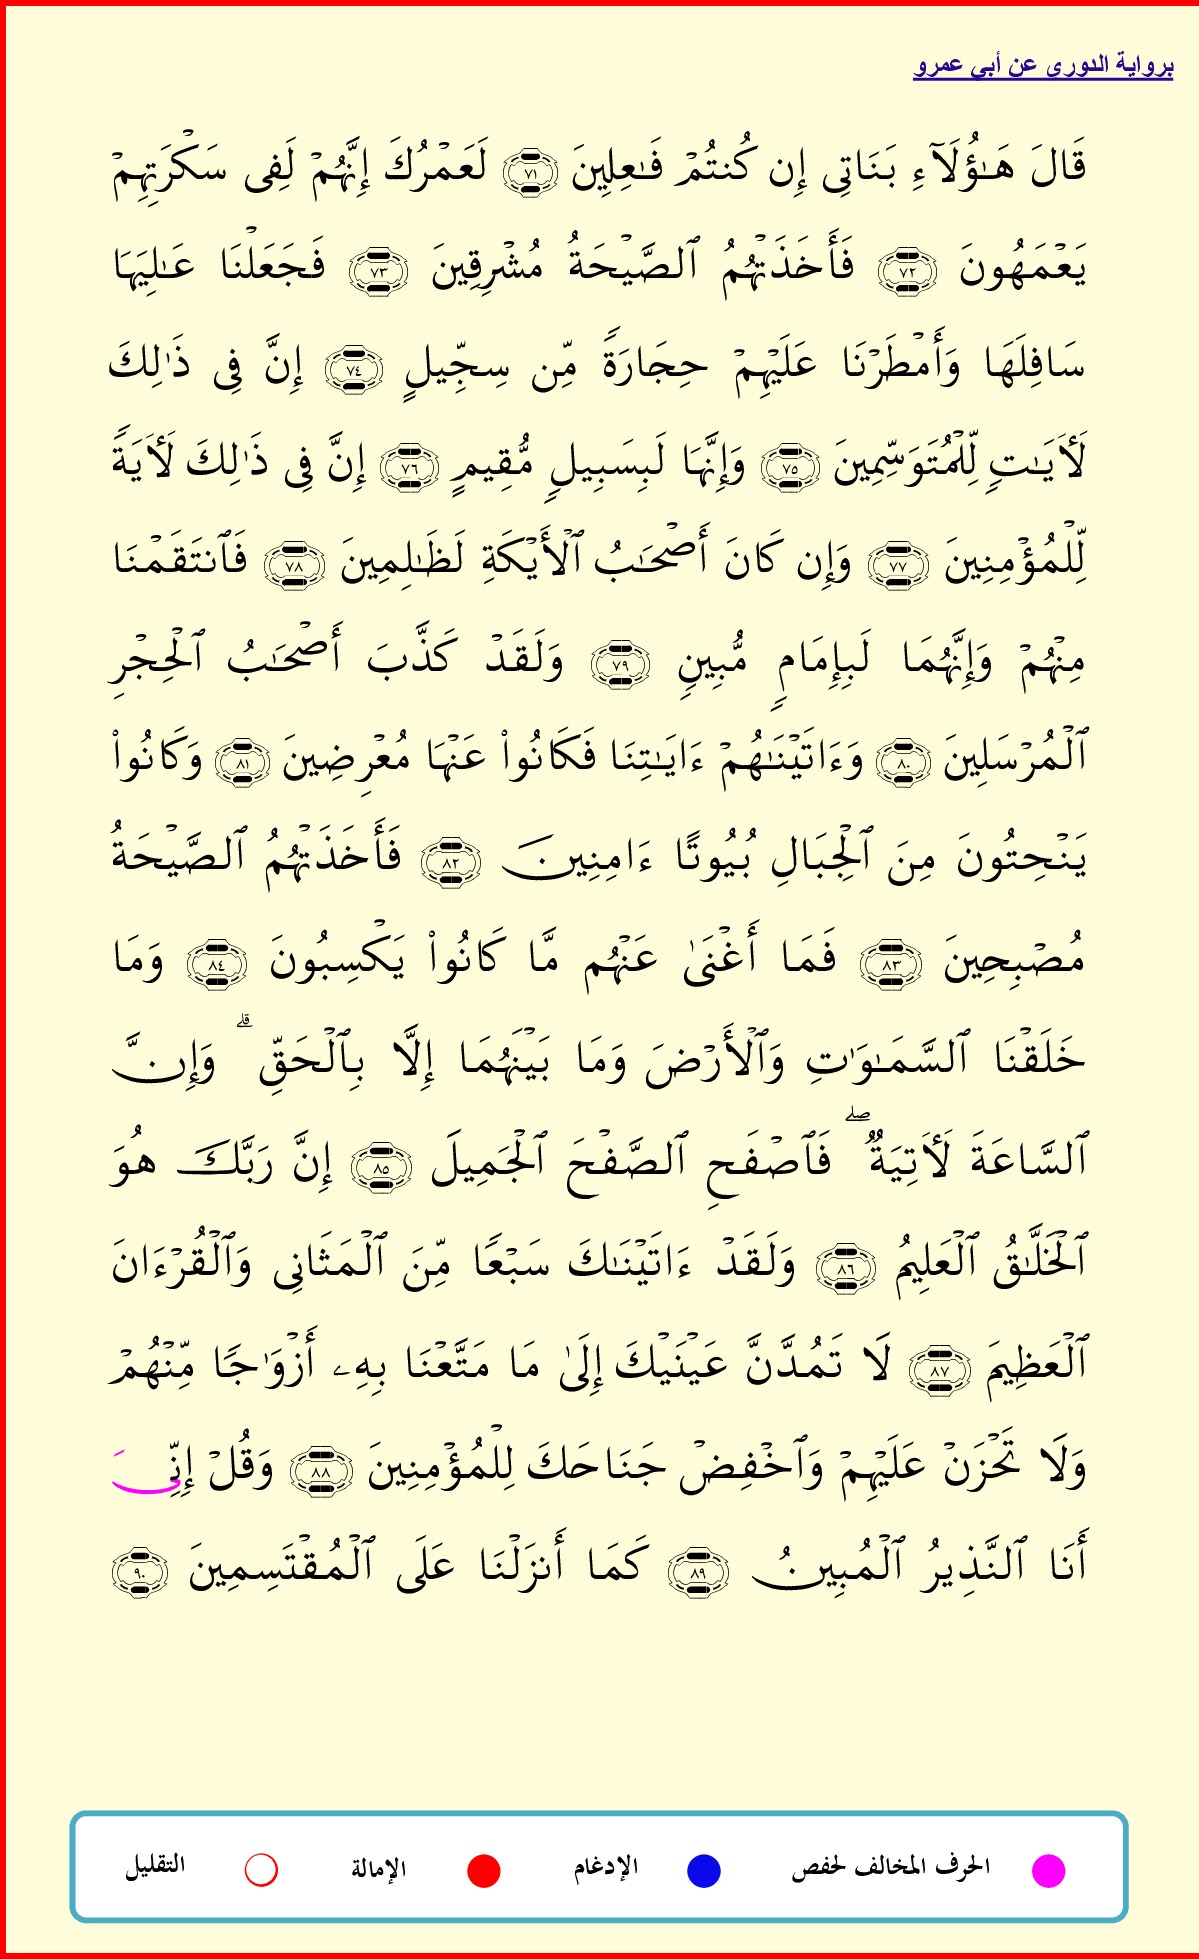 برواية الدورى عن أبى عمرو
قَالَ هَـٰٓؤُلَآءِ بَنَاتِى إِن كُنتُمْ فَـٰعِلِينَ ٧١ لَعَمْرُكَ إِنَّهُمْ لَفِى سَكْرَتِهِمْ
يَعْمَهُونَ ٧٢ فَأَخَذَتْهُمُ ٱلصَّيْحَةُ مُشْرِقِينَ ٧٣ فَجَعَلْنَا عَـٰلِيَهَا
سَافِلَهَا وَأَمْطَرْنَا عَلَيْهِمْ حِجَارَةً مِّن سِجِّيلٍ ٧٤ إِنَّ فِى ذَٰلِكَ
لَأَيَـٰتٍ لِّلْمُتَوَسِّمِينَ ٧٥ وَإِنَّهَا لَبِسَبِيلٍ مُّقِيمٍ ٧٦ إِنَّ فِى ذَٰلِكَ لَأَيَةً
لِّلْمُؤْمِنِينَ ٧٧ وَإِن كَانَ أَصْحَـٰبُ ٱلْأَيْكَةِ لَظَـٰلِمِينَ ٧٨ فَٱنتَقَمْنَا
مِنْهُمْ وَإِنَّهُمَا لَبِإِمَامٍ مُّبِينٍ ٧٩ وَلَقَدْ كَذَّبَ أَصْحَـٰبُ ٱلْحِجْرِ
ٱلْمُرْسَلِينَ ٨٠ وَءَاتَيْنَـٰهُمْ ءَايَـٰتِنَا فَكَانُوا۟ عَنْهَا مُعْرِضِينَ ٨١ وَكَانُوا۟
يَنْحِتُونَ مِنَ ٱلْجِبَالِ بُيُوتًا ءَامِنِينَ ٨٢ فَأَخَذَتْهُمُ ٱلصَّيْحَةُ
مُصْبِحِينَ ٨٣ فَمَا أَغْنَىٰ عَنْهُم مَّا كَانُوا۟ يَكْسِبُونَ ٨٤ وَمَا
خَلَقْنَا ٱلسَّمَـٰوَٰتِ وَٱلْأَرْضَ وَمَا بَيْنَهُمَا إِلَّا بِٱلْحَقِّ ۗ وَإِنَّ
ٱلسَّاعَةَ لَأَتِيَةٌ ۖ فَٱصْفَحِ ٱلصَّفْحَ ٱلْجَمِيلَ ٨٥ إِنَّ رَبَّكَ هُوَ
ٱلْخَلَّـٰقُ ٱلْعَلِيمُ ٨٦ وَلَقَدْ ءَاتَيْنَـٰكَ سَبْعًا مِّنَ ٱلْمَثَانِى وَٱلْقُرْءَانَ
ٱلْعَظِيمَ ٨٧ لَا تَمُدَّنَّ عَيْنَيْكَ إِلَىٰ مَا مَتَّعْنَا بِهِۦ أَزْوَٰجًا مِّنْهُمْ
وَلَا تَحْزَنْ عَلَيْهِمْ وَٱخْفِضْ جَنَاحَكَ لِلْمُؤْمِنِينَ ٨٨ وَقُلْ إِنِّىَ
أَنَا ٱلنَّذِيرُ ٱلْمُبِينُ ٨٩ كَمَا أَنزَلْنَا عَلَى ٱلْمُقْتَسِمِينَ ٩٠
الحرف المخالف لحفص الإدغام الإمالة التقليل